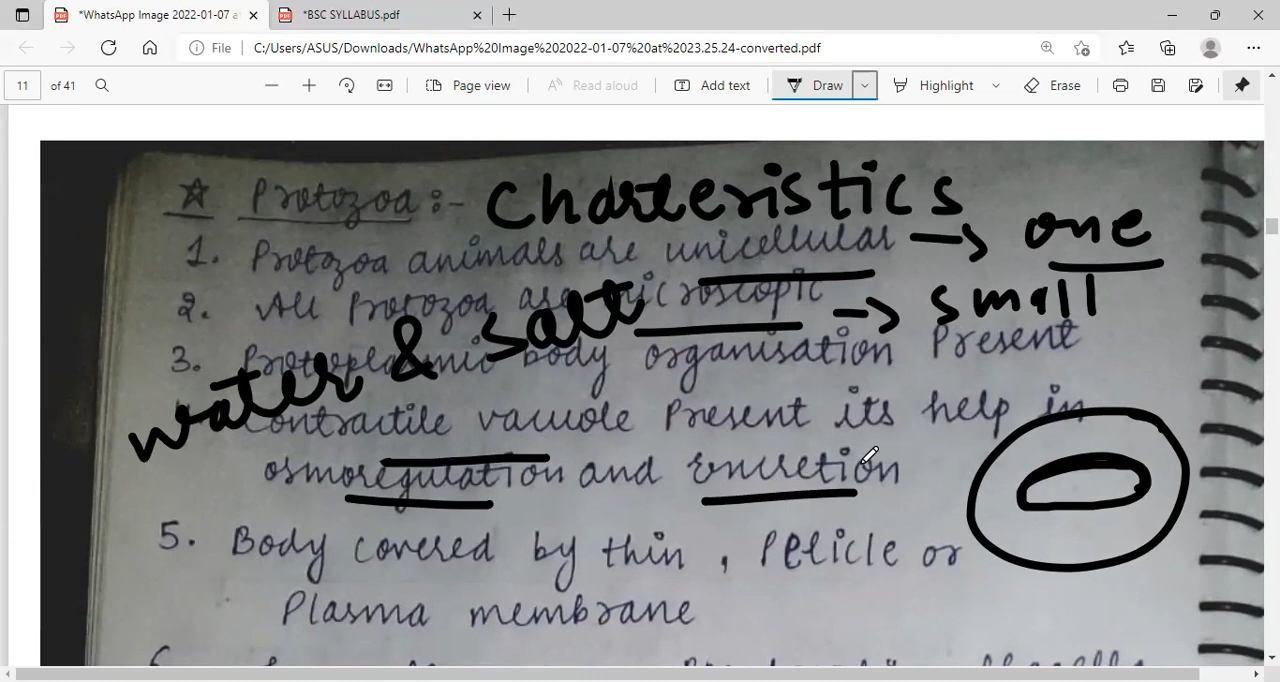 *WhatsApp Image 2022-01-07 a
*BSC SYLLABUS.pdf
File C:/Users/ASUS/Downloads/WhatsApp%20Image%202022-01-07%20at%2023.25.24-converted.pdf
11 of 41 Page view Read aloud Add text Draw Highlight Erase
Protozoa :- Charteristics
1. Protozoa animals are unicellular → one
2. All Protozoa are microscopic → small
water & salt
3. Protoplasmic body organisation Present
Contractile vacuole Present its help in
osmoregulation and Excretion
5. Body covered by thin , Pellicle or
Plasma membrane